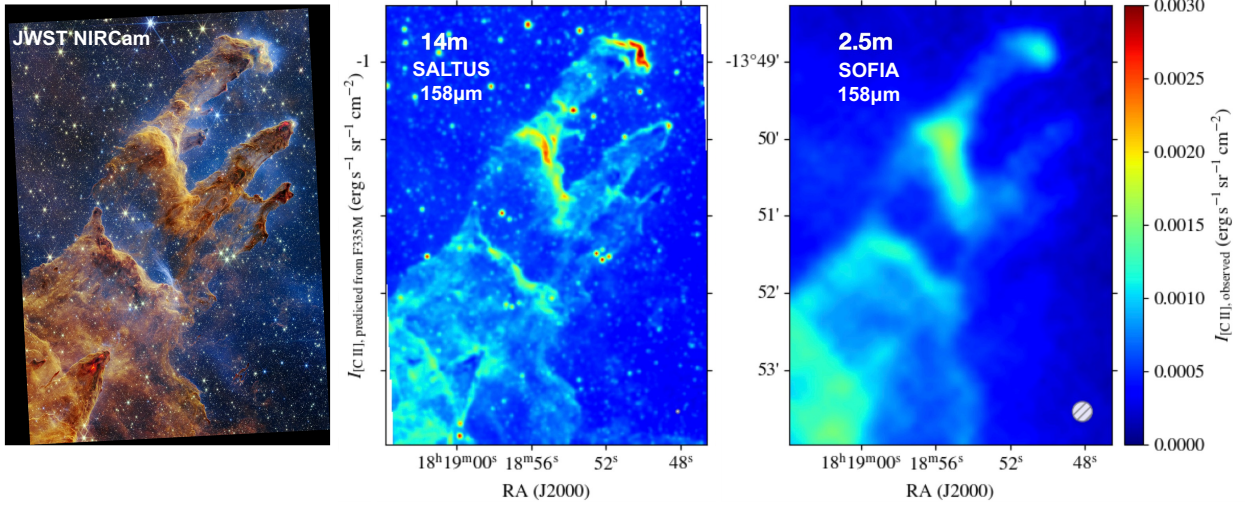 JWST NIRCam
14m
SALTUS
158µm
I[CII], predicted from F335M (erg s⁻¹ sr⁻¹ cm⁻²)
-1
18ʰ19ᵐ00ˢ
18ᵐ56ˢ
52ˢ
48ˢ
RA (J2000)
2.5m
SOFIA
158µm
-13°49'
50'
51'
52'
53'
18ʰ19ᵐ00ˢ
18ᵐ56ˢ
52ˢ
48ˢ
RA (J2000)
0.0030
0.0025
0.0020
0.0015
0.0010
0.0005
0.0000
I[CII], observed (erg s⁻¹ sr⁻¹ cm⁻²)